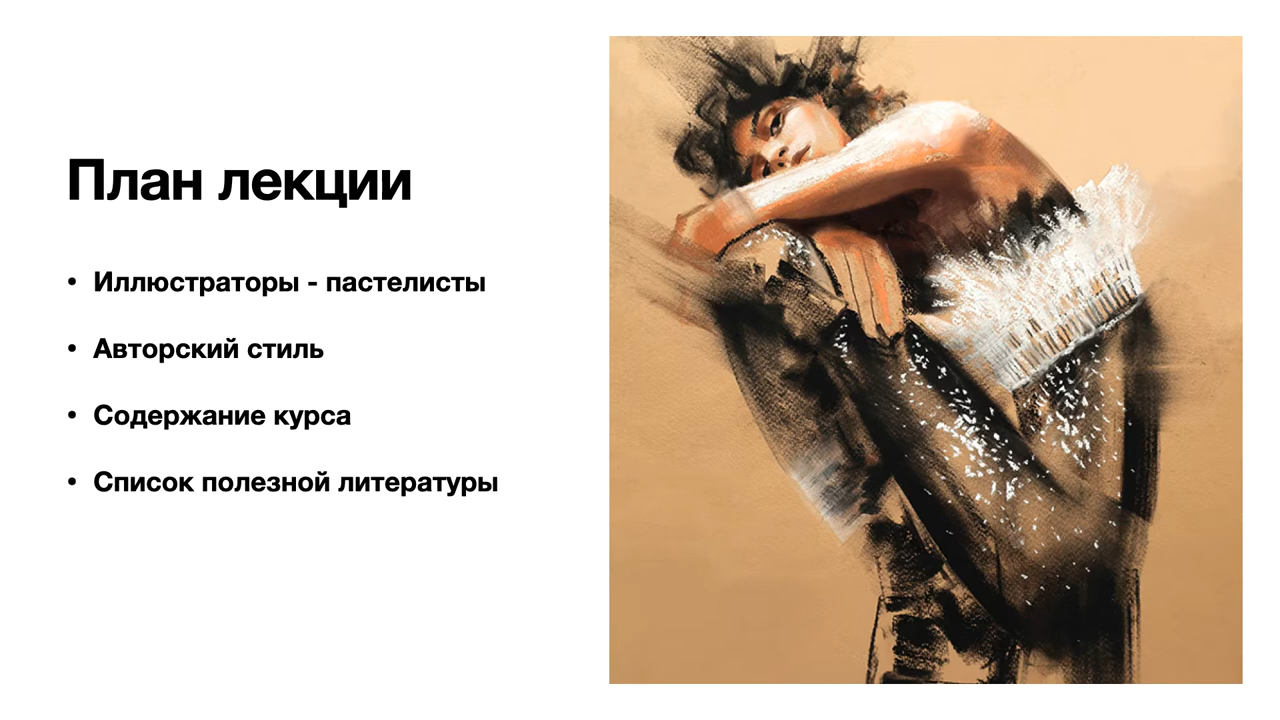 План лекции
• Иллюстраторы - пастелисты
• Авторский стиль
• Содержание курса
• Список полезной литературы